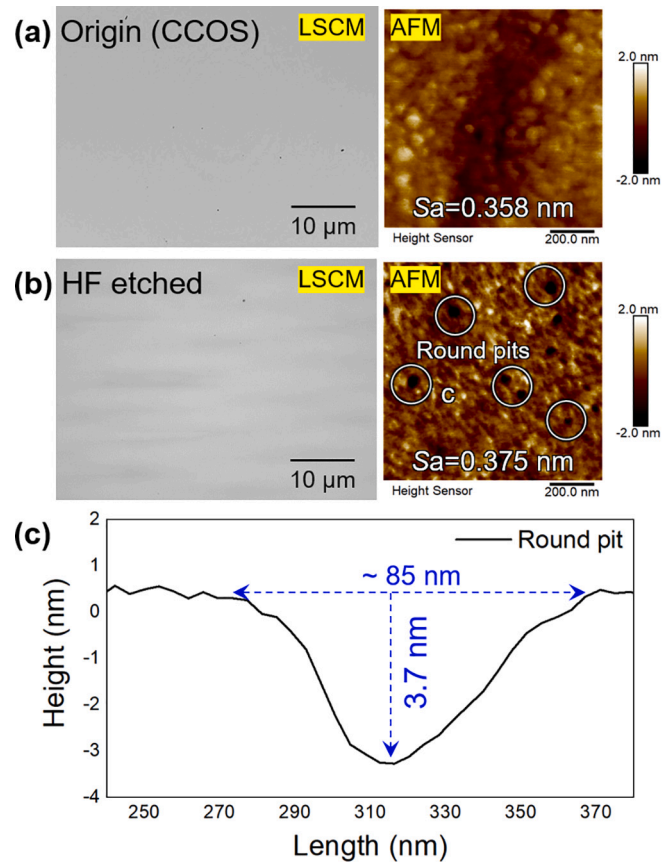 (a) Origin (CCOS) LSCM
10 µm
AFM
Sa=0.358 nm
Height Sensor
200.0 nm
2.0 nm
-2.0 nm
(b) HF etched LSCM
10 µm
AFM
Round pits
c
Sa=0.375 nm
Height Sensor
200.0 nm
2.0 nm
-2.0 nm
(c)
Round pit
~ 85 nm
3.7 nm
Height (nm)
2
1
0
-1
-2
-3
-4
250 270 290 310 330 350 370
Length (nm)